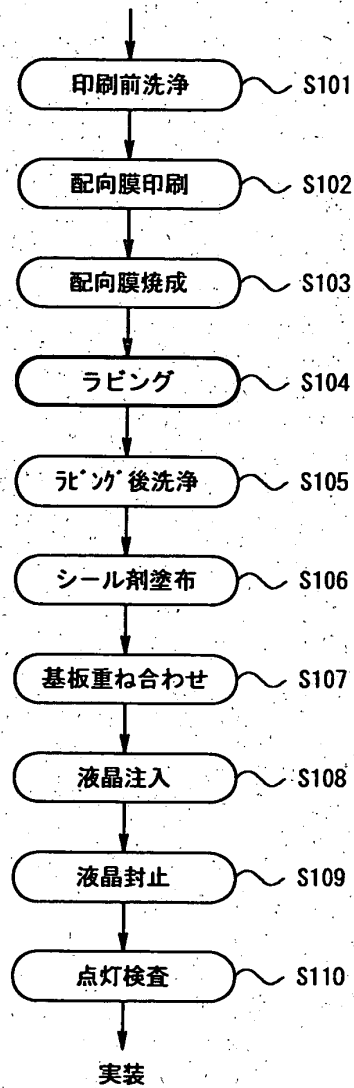 印刷前洗浄 S101
配向膜印刷 S102
配向膜焼成 S103
ラビング S104
ﾗﾋﾞﾝｸﾞ後洗浄 S105
シール剤塗布 S106
基板重ね合わせ S107
液晶注入 S108
液晶封止 S109
点灯検査 S110
実装